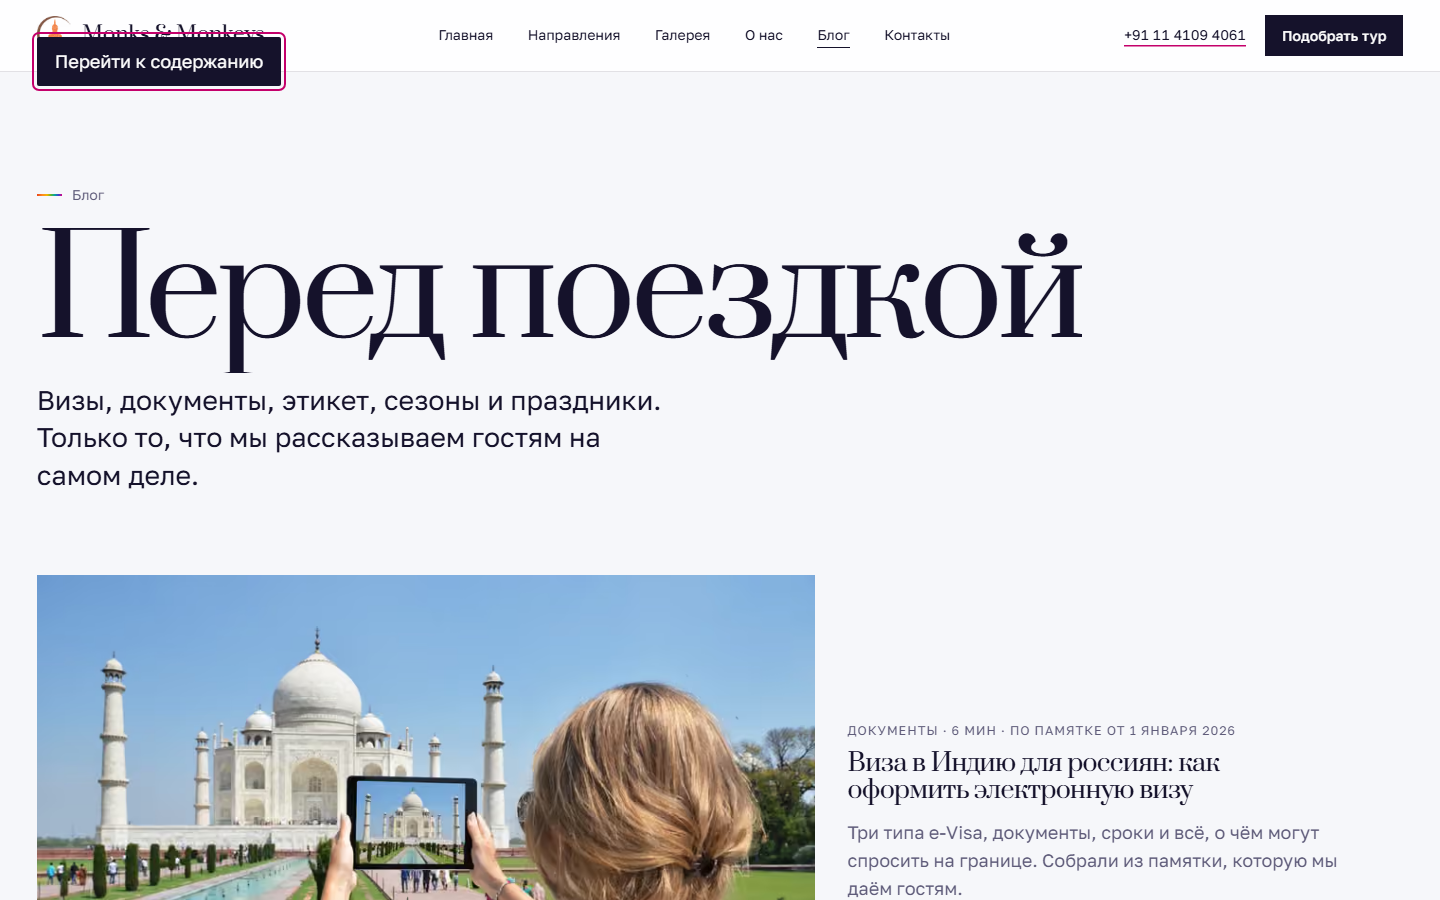 Monks & Monkeys
Перейти к содержанию
Главная
Направления
Галерея
О нас
Блог
Контакты
+91 11 4109 4061
Подобрать тур
Блог
Перед поездкой
Визы, документы, этикет, сезоны и праздники.
Только то, что мы рассказываем гостям на
самом деле.
ДОКУМЕНТЫ · 6 МИН · ПО ПАМЯТКЕ ОТ 1 ЯНВАРЯ 2026
Виза в Индию для россиян: как
оформить электронную визу
Три типа e-Visa, документы, сроки и всё, о чём могут
спросить на границе. Собрали из памятки, которую мы
даём гостям.